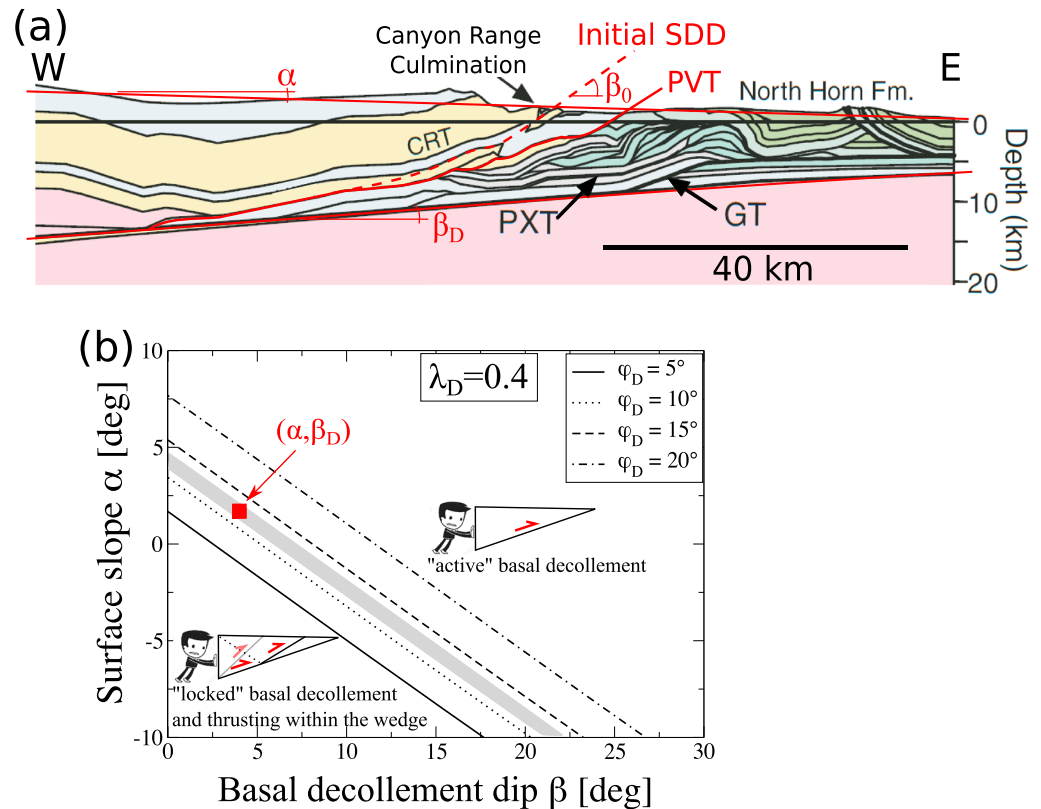 (a)
W
Canyon Range
Culmination
Initial SDD
PVT
E
α
β0
North Horn Fm.
CRT
0
10
20
Depth (km)
βD
PXT
GT
40 km
(b)
λD=0.4
φD = 5°
φD = 10°
φD = 15°
φD = 20°
(α,βD)
"active" basal decollement
"locked" basal decollement
and thrusting within the wedge
10
5
0
-5
-10
Surface slope α [deg]
0
5
10
15
20
25
30
Basal decollement dip β [deg]